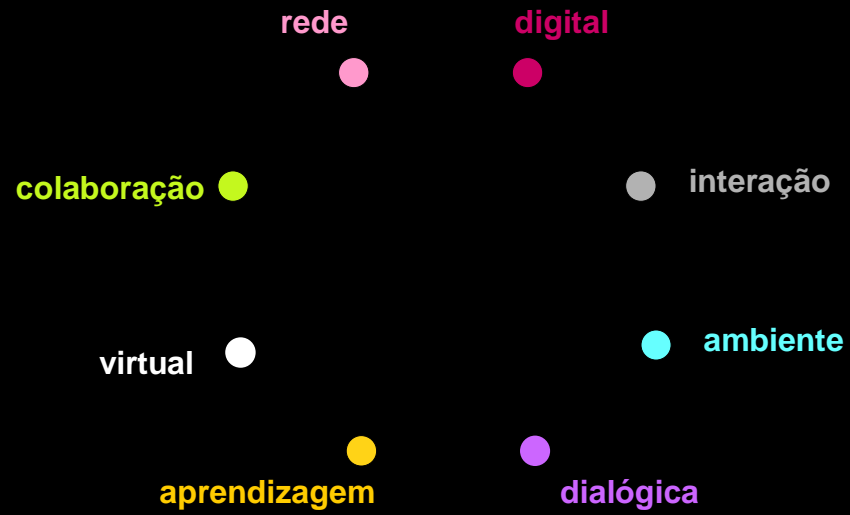 rede
digital
colaboração
interação
ambiente
virtual
aprendizagem
dialógica